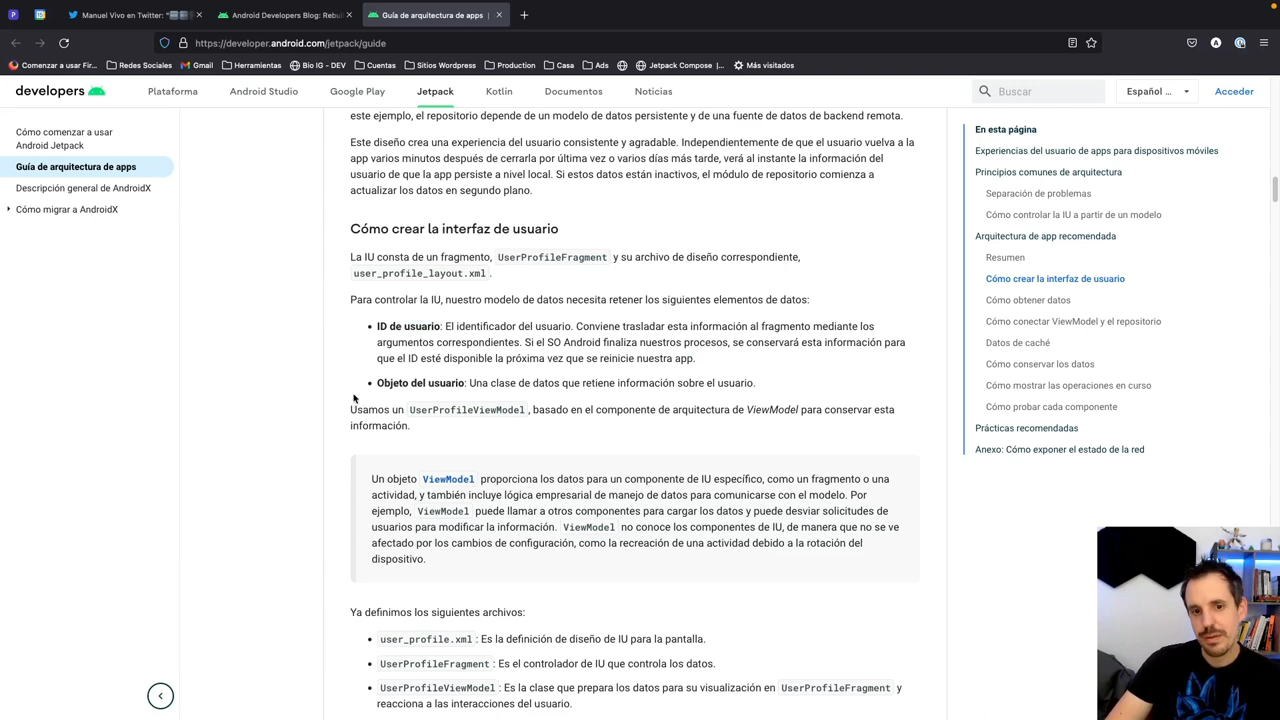 Manuel Vivo en Twitter: "
Android Developers Blog: Rebui
Guía de arquitectura de apps |
https://developer.android.com/jetpack/guide
Comenzar a usar Fir…
Redes Sociales
Gmail
Herramientas
Bio IG - DEV
Cuentas
Sitios Wordpress
Production
Casa
Ads
Jetpack Compose |…
Más visitados
developers
Plataforma
Android Studio
Google Play
Jetpack
Kotlin
Documentos
Noticias
Buscar
Español …
Acceder
Cómo comenzar a usar
Android Jetpack
Guía de arquitectura de apps
Descripción general de AndroidX
Cómo migrar a AndroidX
este ejemplo, el repositorio depende de un modelo de datos persistente y de una fuente de datos de backend remota.
Este diseño crea una experiencia del usuario consistente y agradable. Independientemente de que el usuario vuelva a la
app varios minutos después de cerrarla por última vez o varios días más tarde, verá al instante la información del
usuario de que la app persiste a nivel local. Si estos datos están inactivos, el módulo de repositorio comienza a
actualizar los datos en segundo plano.
Cómo crear la interfaz de usuario
La IU consta de un fragmento, UserProfileFragment y su archivo de diseño correspondiente,
user_profile_layout.xml .
Para controlar la IU, nuestro modelo de datos necesita retener los siguientes elementos de datos:
• ID de usuario: El identificador del usuario. Conviene trasladar esta información al fragmento mediante los
argumentos correspondientes. Si el SO Android finaliza nuestros procesos, se conservará esta información para
que el ID esté disponible la próxima vez que se reinicie nuestra app.
• Objeto del usuario: Una clase de datos que retiene información sobre el usuario.
Usamos un UserProfileViewModel, basado en el componente de arquitectura de ViewModel para conservar esta
información.
Un objeto ViewModel proporciona los datos para un componente de IU específico, como un fragmento o una
actividad, y también incluye lógica empresarial de manejo de datos para comunicarse con el modelo. Por
ejemplo, ViewModel puede llamar a otros componentes para cargar los datos y puede desviar solicitudes de
usuarios para modificar la información. ViewModel no conoce los componentes de IU, de manera que no se ve
afectado por los cambios de configuración, como la recreación de una actividad debido a la rotación del
dispositivo.
Ya definimos los siguientes archivos:
• user_profile.xml : Es la definición de diseño de IU para la pantalla.
• UserProfileFragment : Es el controlador de IU que controla los datos.
• UserProfileViewModel : Es la clase que prepara los datos para su visualización en UserProfileFragment y
reacciona a las interacciones del usuario.
En esta página
Experiencias del usuario de apps para dispositivos móviles
Principios comunes de arquitectura
Separación de problemas
Cómo controlar la IU a partir de un modelo
Arquitectura de app recomendada
Resumen
Cómo crear la interfaz de usuario
Cómo obtener datos
Cómo conectar ViewModel y el repositorio
Datos de caché
Cómo conservar los datos
Cómo mostrar las operaciones en curso
Cómo probar cada componente
Prácticas recomendadas
Anexo: Cómo exponer el estado de la red